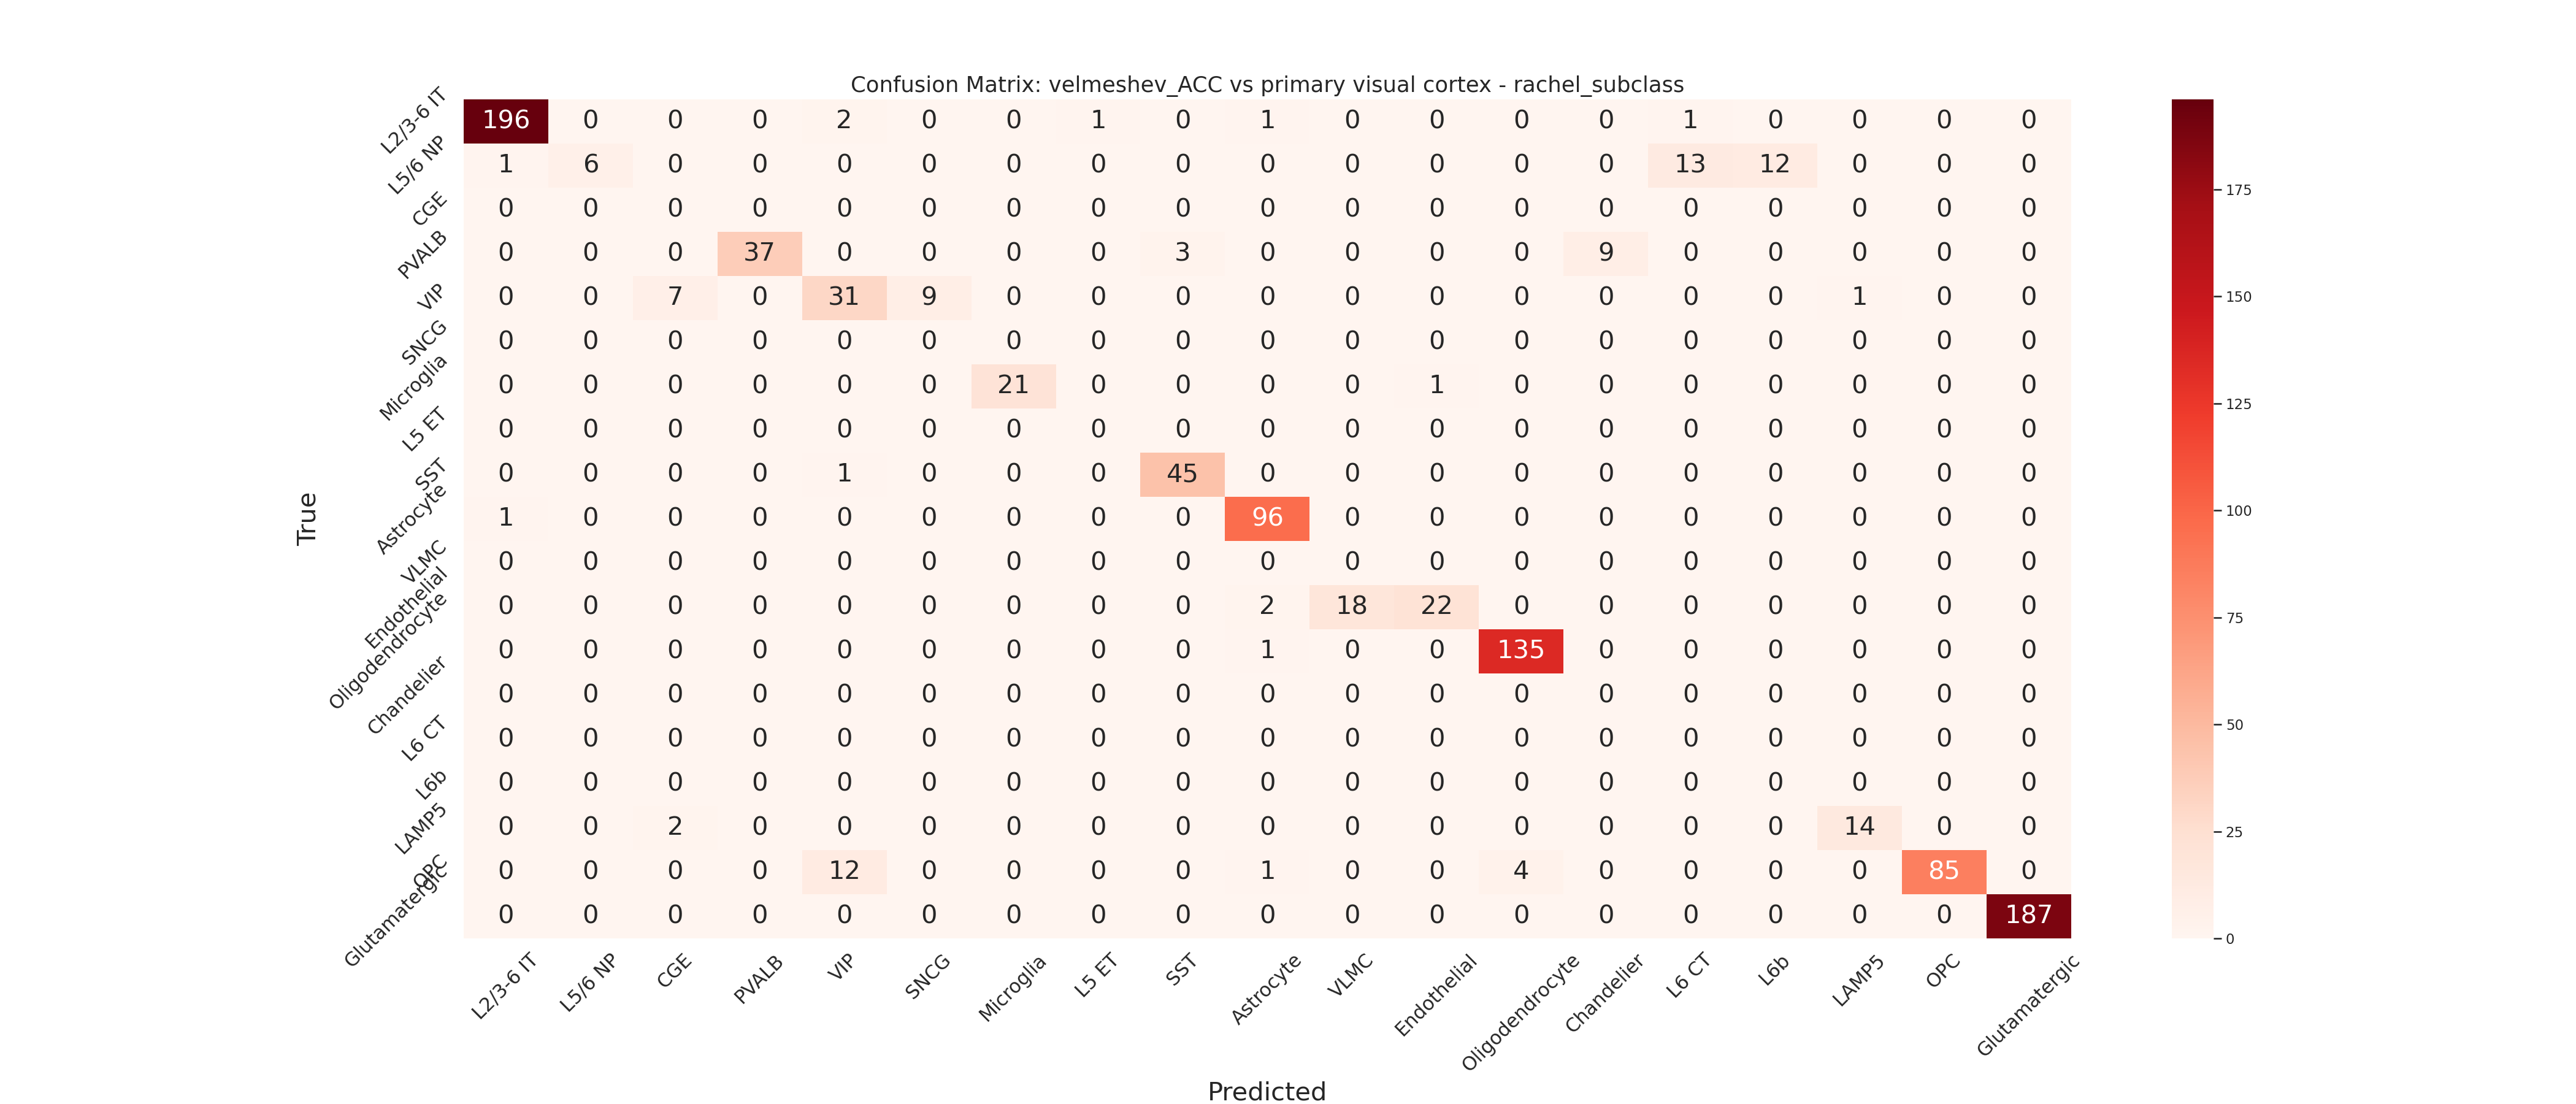 Confusion Matrix: velmeshev_ACC vs primary visual cortex - rachel_subclass
True
L2/3-6 IT 196 0 0 0 2 0 0 1 0 1 0 0 0 0 1 0 0 0 0
L5/6 NP 1 6 0 0 0 0 0 0 0 0 0 0 0 0 13 12 0 0 0
CGE 0 0 0 0 0 0 0 0 0 0 0 0 0 0 0 0 0 0 0
PVALB 0 0 0 37 0 0 0 0 3 0 0 0 0 9 0 0 0 0 0
VIP 0 0 7 0 31 9 0 0 0 0 0 0 0 0 0 0 1 0 0
SNCG 0 0 0 0 0 0 0 0 0 0 0 0 0 0 0 0 0 0 0
Microglia 0 0 0 0 0 0 21 0 0 0 0 1 0 0 0 0 0 0 0
L5 ET 0 0 0 0 0 0 0 0 0 0 0 0 0 0 0 0 0 0 0
SST 0 0 0 0 1 0 0 0 45 0 0 0 0 0 0 0 0 0 0
Astrocyte 1 0 0 0 0 0 0 0 0 96 0 0 0 0 0 0 0 0 0
VLMC 0 0 0 0 0 0 0 0 0 0 0 0 0 0 0 0 0 0 0
Endothelial 0 0 0 0 0 0 0 0 0 2 18 22 0 0 0 0 0 0 0
Oligodendrocyte 0 0 0 0 0 0 0 0 0 1 0 0 135 0 0 0 0 0 0
Chandelier 0 0 0 0 0 0 0 0 0 0 0 0 0 0 0 0 0 0 0
L6 CT 0 0 0 0 0 0 0 0 0 0 0 0 0 0 0 0 0 0 0
L6b 0 0 0 0 0 0 0 0 0 0 0 0 0 0 0 0 0 0 0
LAMP5 0 0 2 0 0 0 0 0 0 0 0 0 0 0 0 0 14 0 0
OPC 0 0 0 0 12 0 0 0 0 1 0 0 4 0 0 0 0 85 0
Glutamatergic 0 0 0 0 0 0 0 0 0 0 0 0 0 0 0 0 0 0 187
L2/3-6 IT L5/6 NP CGE PVALB VIP SNCG Microglia L5 ET SST Astrocyte VLMC Endothelial Oligodendrocyte Chandelier L6 CT L6b LAMP5 OPC Glutamatergic
Predicted
175
150
125
100
75
50
25
0